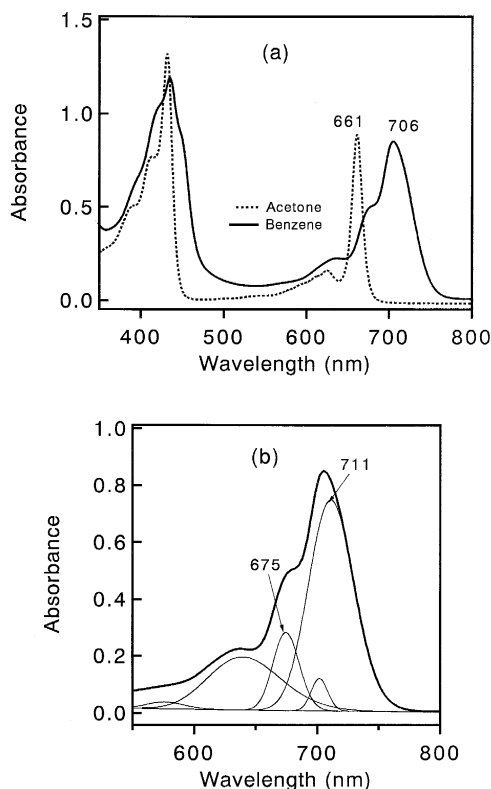 (a)
1.5
1.0
0.5
0.0
Absorbance
661
706
Acetone
Benzene
400 500 600 700 800
Wavelength (nm)
(b)
1.0
0.8
0.6
0.4
0.2
0.0
Absorbance
711
675
600 700 800
Wavelength (nm)